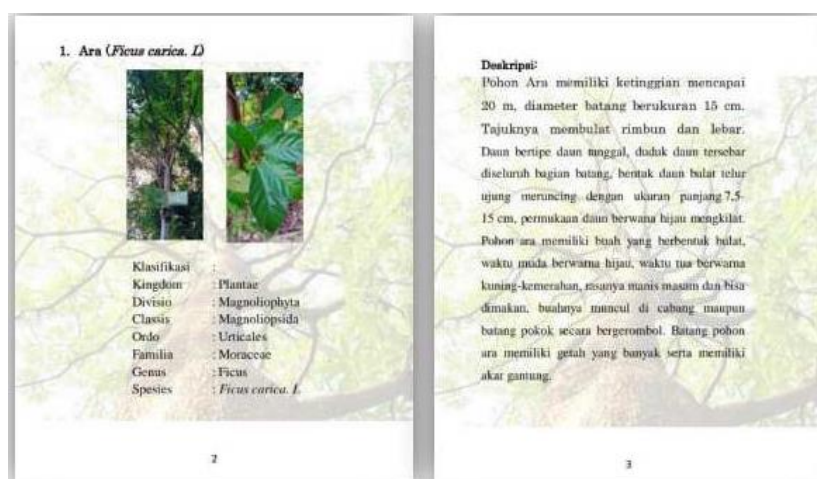 1. Ara (Ficus carica. L)
Klasifikasi :
Kingdom : Plantae
Divisio : Magnoliophyta
Classis : Magnoliopsida
Ordo : Urticales
Familia : Moraceae
Genus : Ficus
Spesies : Ficus carica. L
2
Deskripsi:
Pohon Ara memiliki ketinggian mencapai
20 m, diameter batang berukuran 15 cm.
Tajuknya membulat rimbun dan lebar.
Daun bertipe daun tunggal, duduk daun tersebar
diseluruh bagian batang, bentuk daun bulat telur
ujung meruncing dengan ukuran panjang 7,5-
15 cm, permukaan daun berwana hijau mengkilat.
Pohon ara memiliki buah yang berbentuk bulat,
waktu muda berwarna hijau, waktu tua berwarna
kuning-kemerahan, rasanya manis masam dan bisa
dimakan, buahnya muncul di cabang maupun
batang pokok secara bergerombol. Batang pohon
ara memiliki getah yang banyak serta memiliki
akar gantung.
3